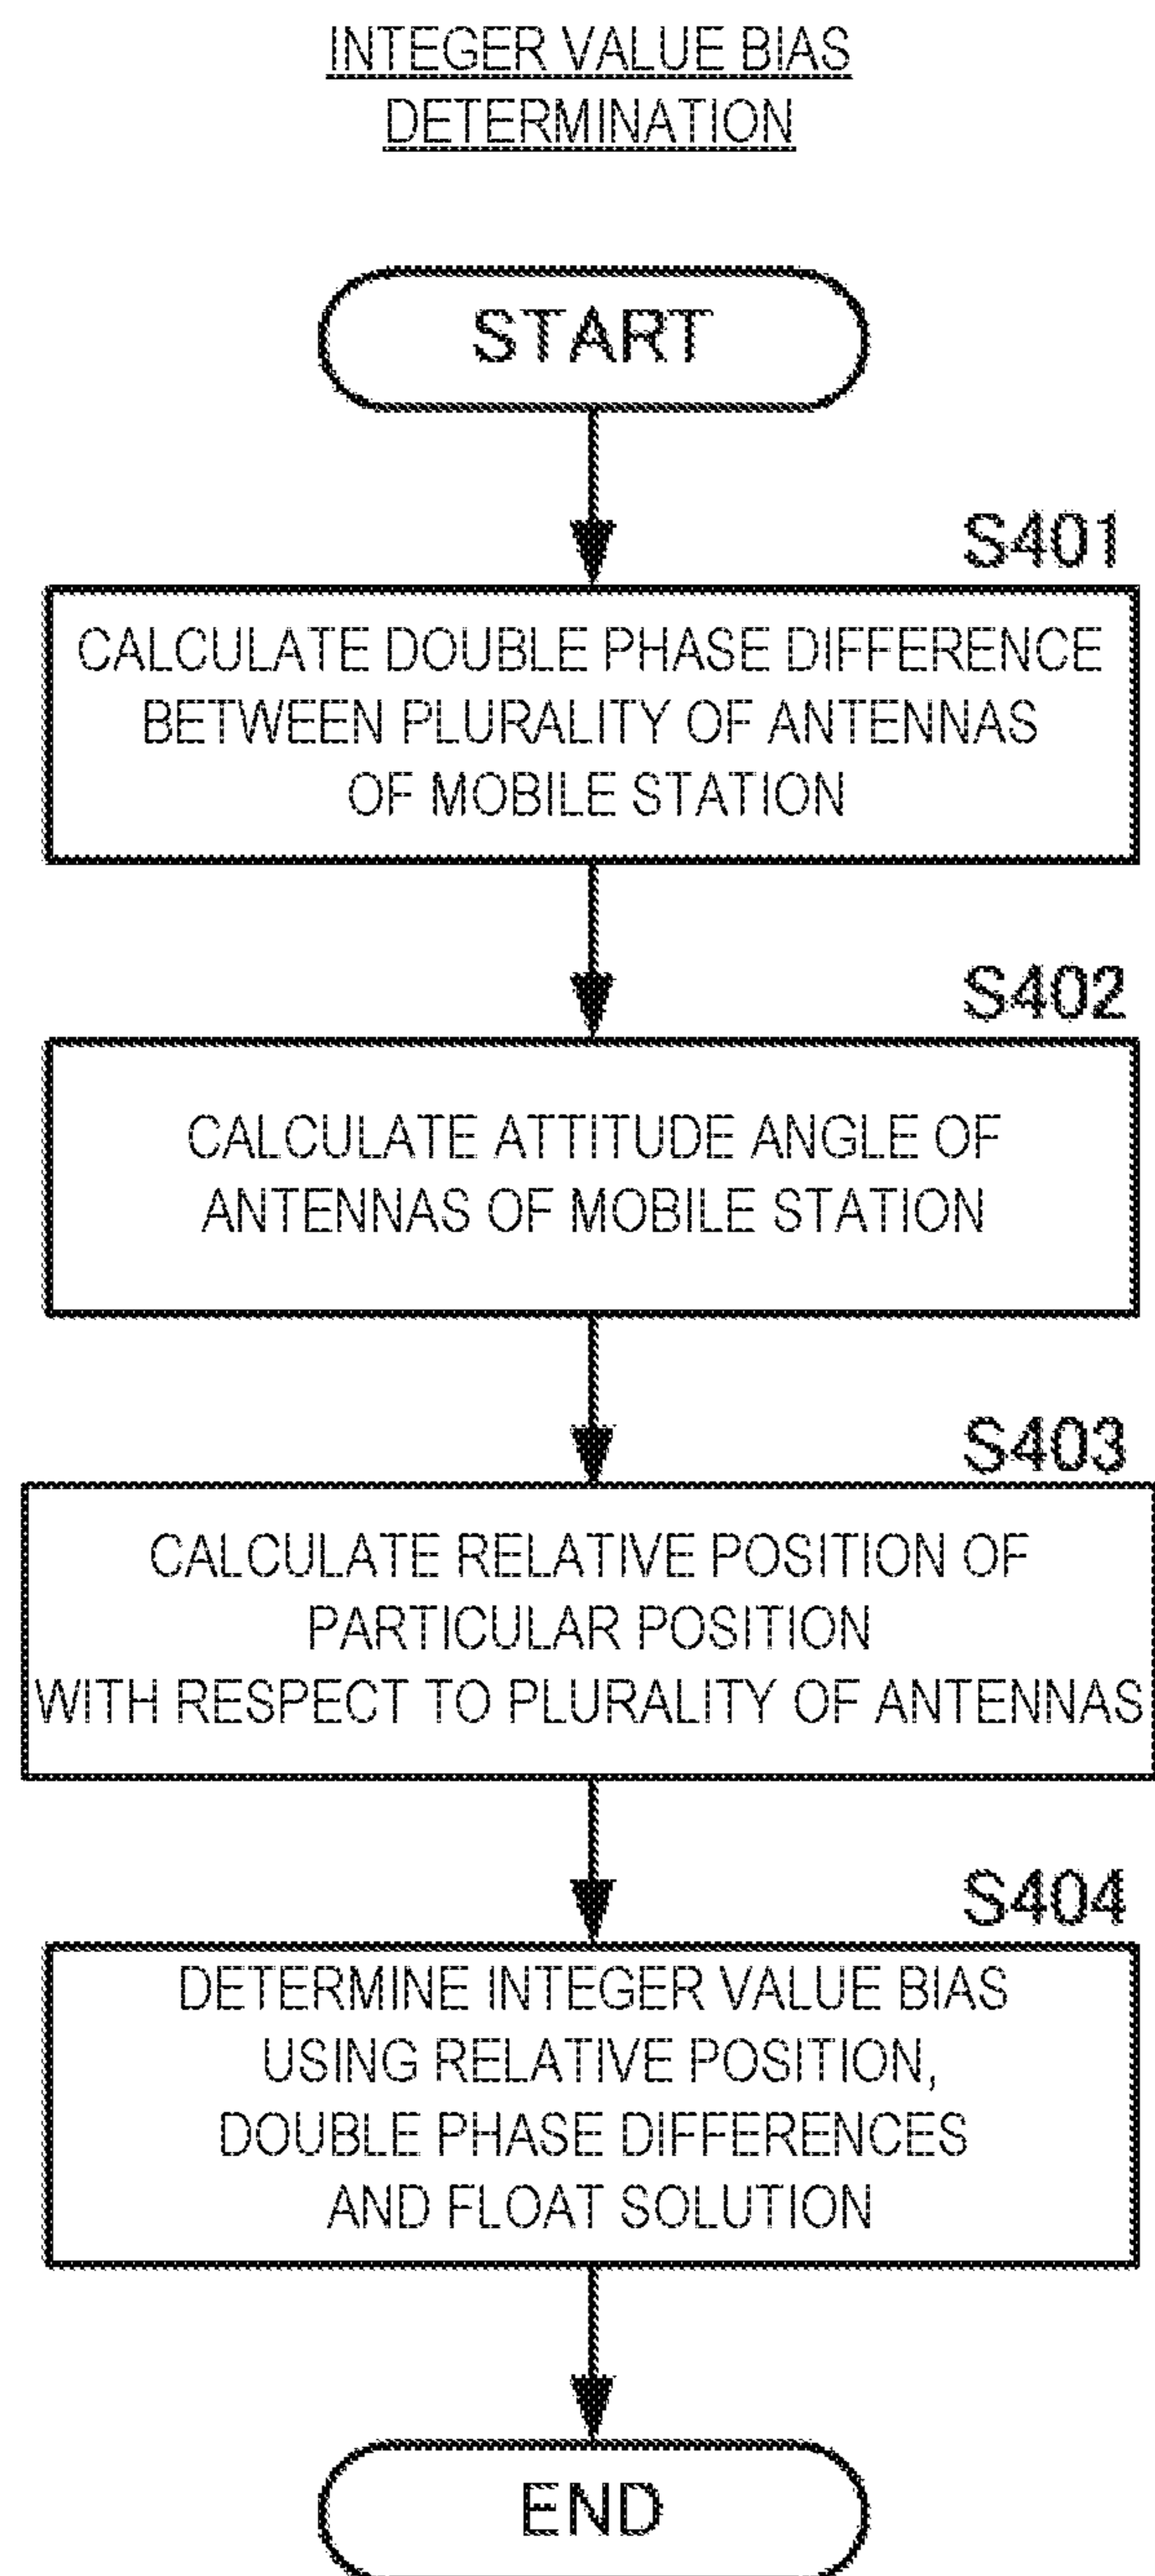 INTEGER VALUE BIAS
DETERMINATION
START
S401
CALCULATE DOUBLE PHASE DIFFERENCE
BETWEEN PLURALITY OF ANTENNAS
OF MOBILE STATION
S402
CALCULATE ATTITUDE ANGLE OF
ANTENNAS OF MOBILE STATION
S403
CALCULATE RELATIVE POSITION OF
PARTICULAR POSITION
WITH RESPECT TO PLURALITY OF ANTENNAS
S404
DETERMINE INTEGER VALUE BIAS
USING RELATIVE POSITION,
DOUBLE PHASE DIFFERENCES
AND FLOAT SOLUTION
END